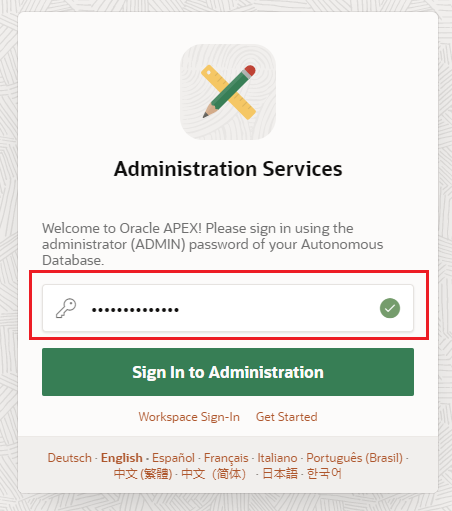 Administration Services
Welcome to Oracle APEX! Please sign in using the
administrator (ADMIN) password of your Autonomous
Database.
••••••••••••••
Sign In to Administration
Workspace Sign-In Get Started
Deutsch · English · Español · Français · Italiano · Português (Brasil) ·
中文 (繁體) · 中文（简体） · 日本語 · 한국어